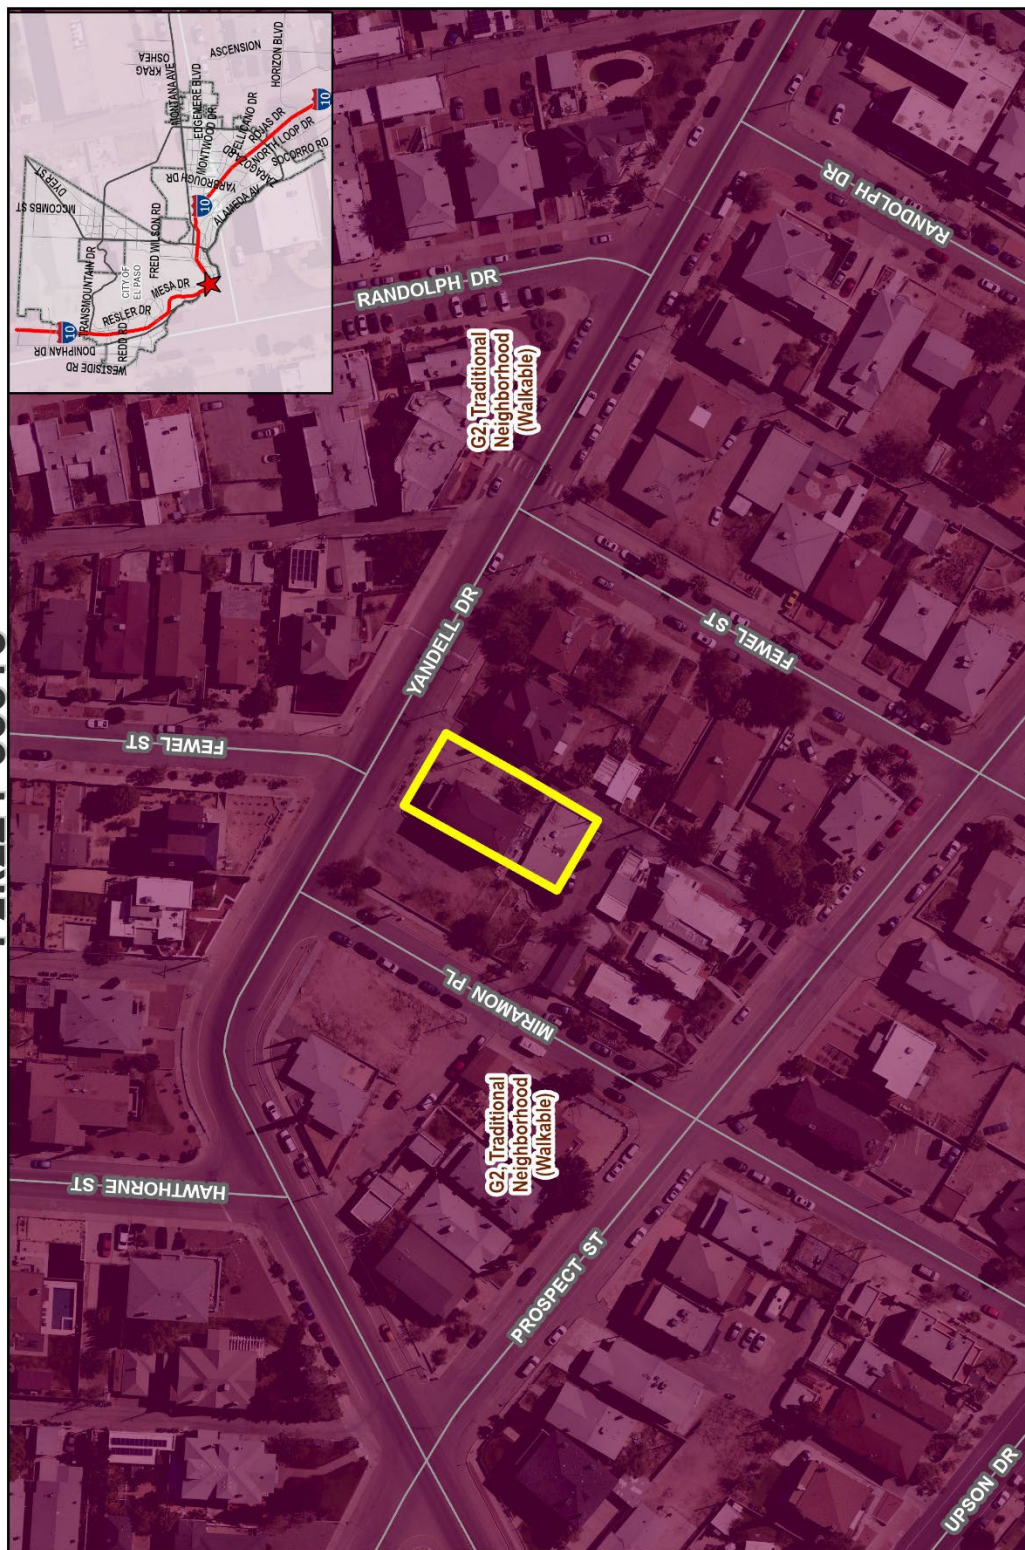 KRAG
OSHEA
ASCENSION
HORIZON BLVD
MONTANA AVE
EDGEMERE BLVD
MONTWOOD DR
PELLICANO DR
ROJAS DR
NORTH LOOP DR
SOCORRO RD
ZARAGOZA RD
YARBROUGH DR
ALAMEDA AV
10
DYER ST
MCCOMBS ST
FRED WILSON RD
10
TRANSMOUNTAIN DR
CITY OF
EL PASO
MESA DR
RESLER DR
REDD RD
10
DONIPHAN DR
WESTSIDE RD
RANDOLPH DR
RANDOLPH DR
G2, Traditional
Neighborhood
(Walkable)
YANDELL DR
FEWEL ST
FEWEL ST
MIRAMON PL
G2, Traditional
Neighborhood
(Walkable)
HAWTHORNE ST
PROSPECT ST
UPSON DR